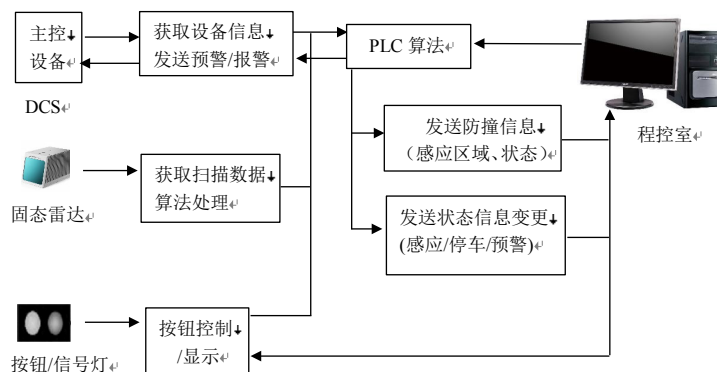 主控
设备
DCS
获取设备信息
发送预警/报警
PLC 算法
程控室
发送防撞信息
（感应区域、状态）
固态雷达
获取扫描数据
算法处理
发送状态信息变更
(感应/停车/预警)
按钮/信号灯
按钮控制
/显示